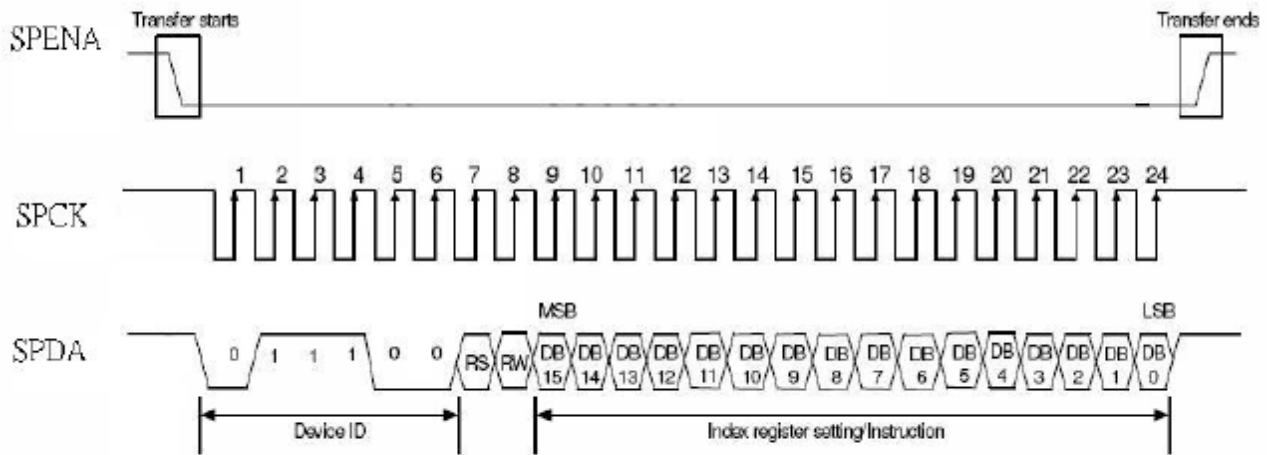 Transfer starts
Transfer ends
SPENA
1 2 3 4 5 6 7 8 9 10 11 12 13 14 15 16 17 18 19 20 21 22 23 24
SPCK
MSB LSB
SPDA
0 1 1 1 0 0 RS RW DB 15 DB 14 DB 13 DB 12 DB 11 DB 10 DB 9 DB 8 DB 7 DB 6 DB 5 DB 4 DB 3 DB 2 DB 1 DB 0
Device ID
Index register setting/Instruction